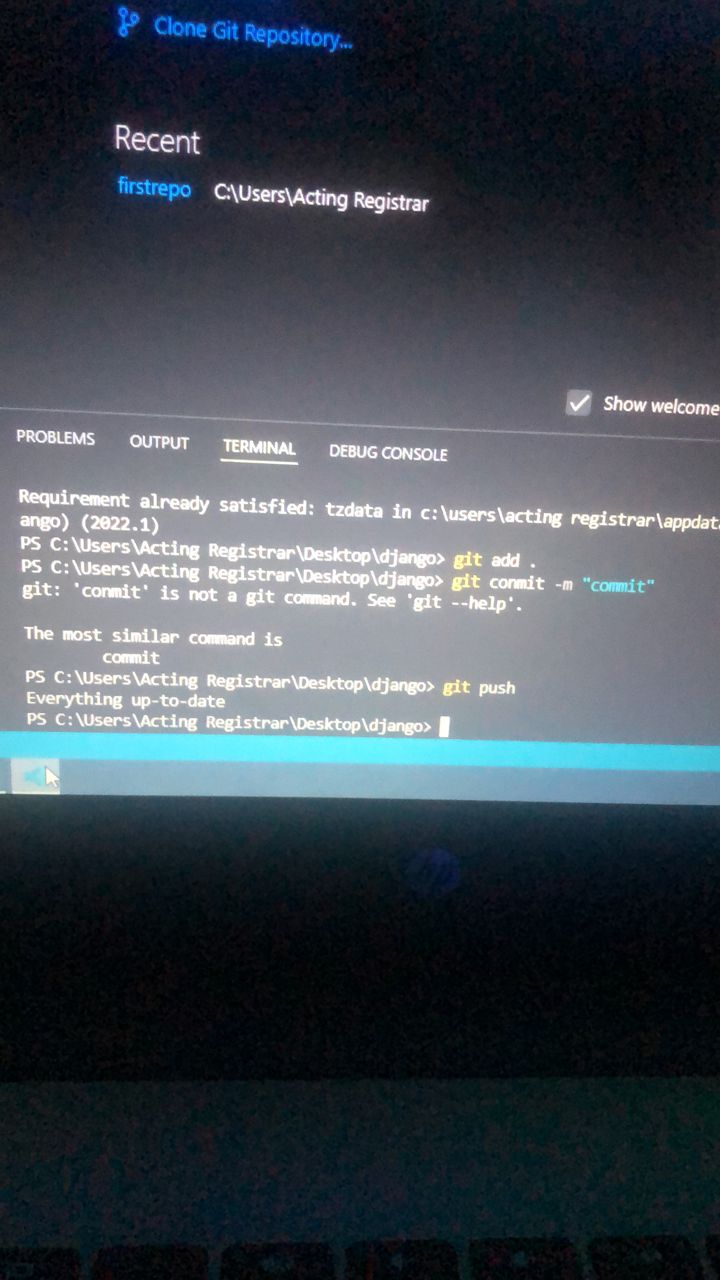 Clone Git Repository...
Recent
firstrepo C:\Users\Acting Registrar
Show welcome
PROBLEMS OUTPUT TERMINAL DEBUG CONSOLE
Requirement already satisfied: tzdata in c:\users\acting registrar\appdata
ango) (2022.1)
PS C:\Users\Acting Registrar\Desktop\django> git add .
PS C:\Users\Acting Registrar\Desktop\django> git conmit -m "commit"
git: 'conmit' is not a git command. See 'git --help'.
The most similar command is
commit
PS C:\Users\Acting Registrar\Desktop\django> git push
Everything up-to-date
PS C:\Users\Acting Registrar\Desktop\django>